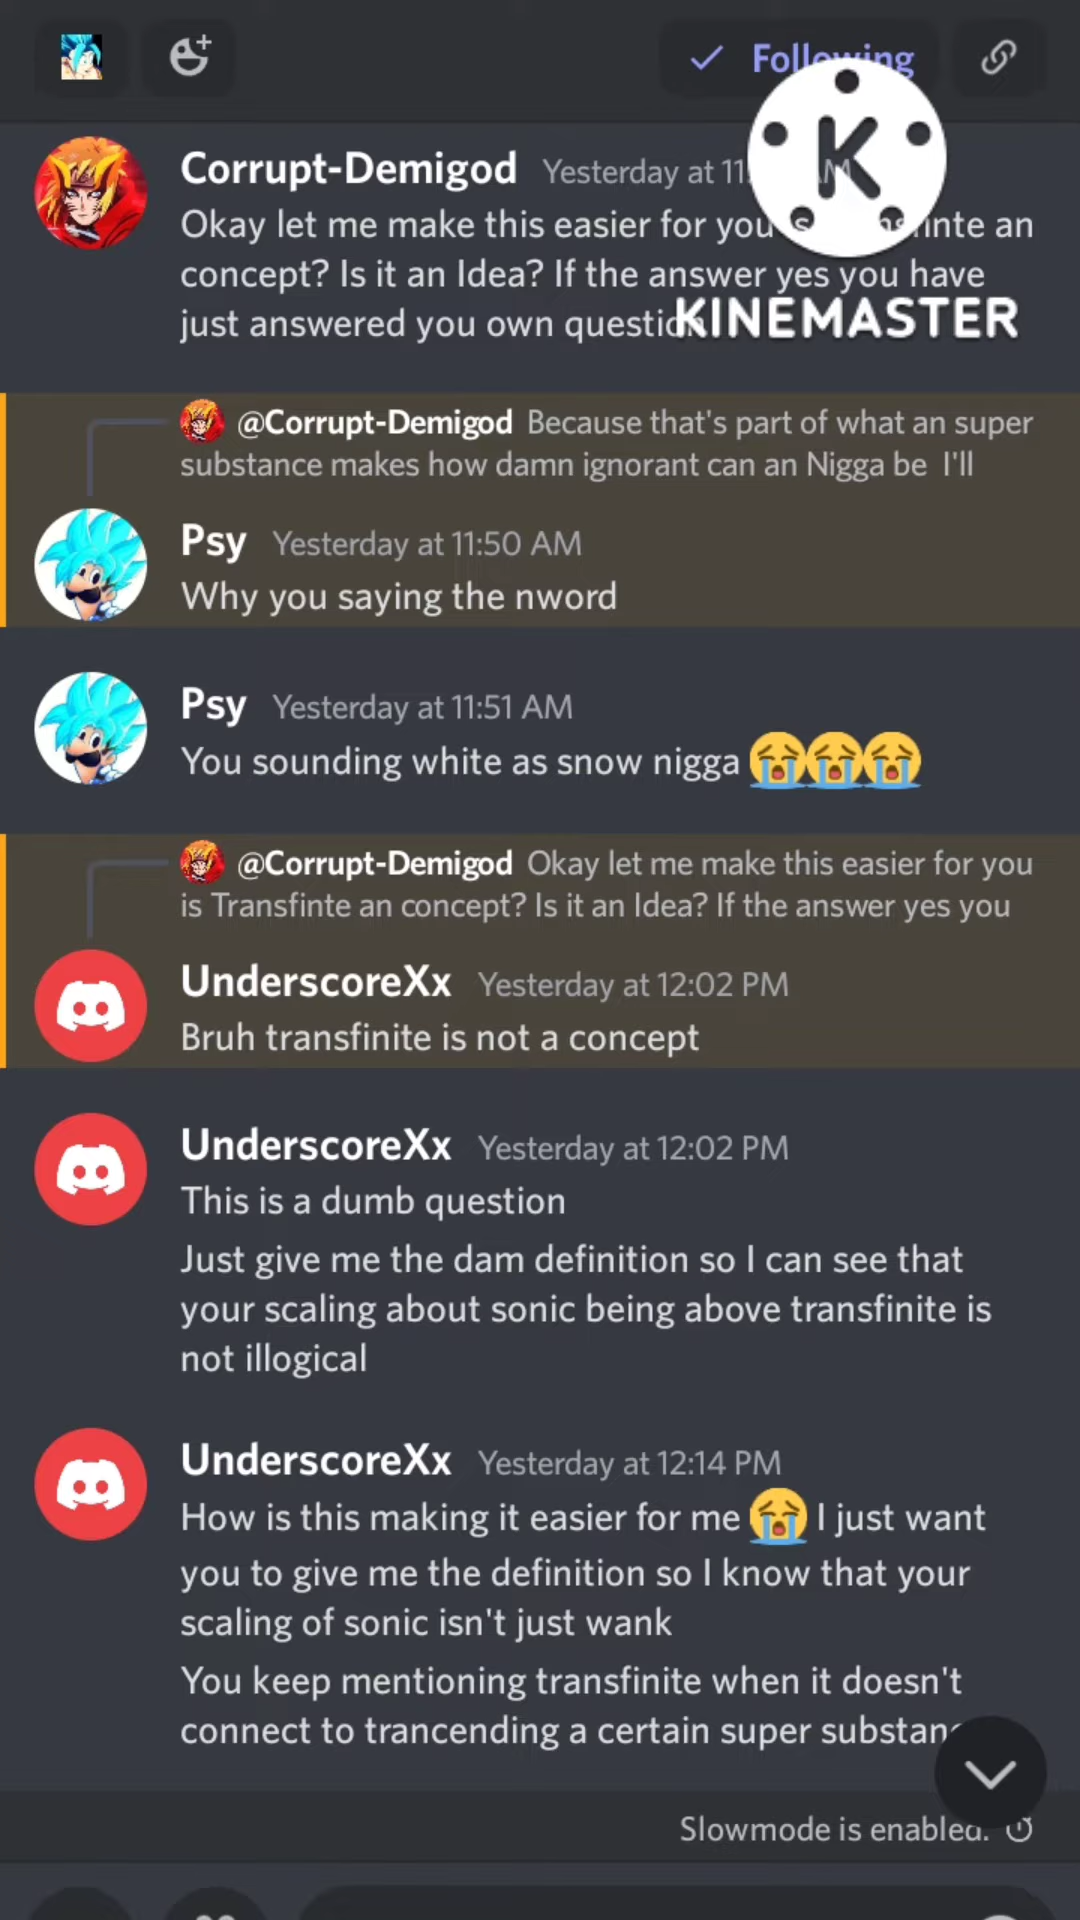 Following
Corrupt-Demigod Yesterday at 11
Okay let me make this easier for you an
concept? Is it an Idea? If the answer yes you have
just answered you own question
KINEMASTER
@Corrupt-Demigod Because that's part of what an super
substance makes how damn ignorant can an Nigga be I'll
Psy Yesterday at 11:50 AM
Why you saying the nword
Psy Yesterday at 11:51 AM
You sounding white as snow nigga 😭😭😭
@Corrupt-Demigod Okay let me make this easier for you
is Transfinte an concept? Is it an Idea? If the answer yes you
UnderscoreXx Yesterday at 12:02 PM
Bruh transfinite is not a concept
UnderscoreXx Yesterday at 12:02 PM
This is a dumb question
Just give me the dam definition so I can see that
your scaling about sonic being above transfinite is
not illogical
UnderscoreXx Yesterday at 12:14 PM
How is this making it easier for me 😭 I just want
you to give me the definition so I know that your
scaling of sonic isn't just wank
You keep mentioning transfinite when it doesn't
connect to trancending a certain super substan
Slowmode is enabled.